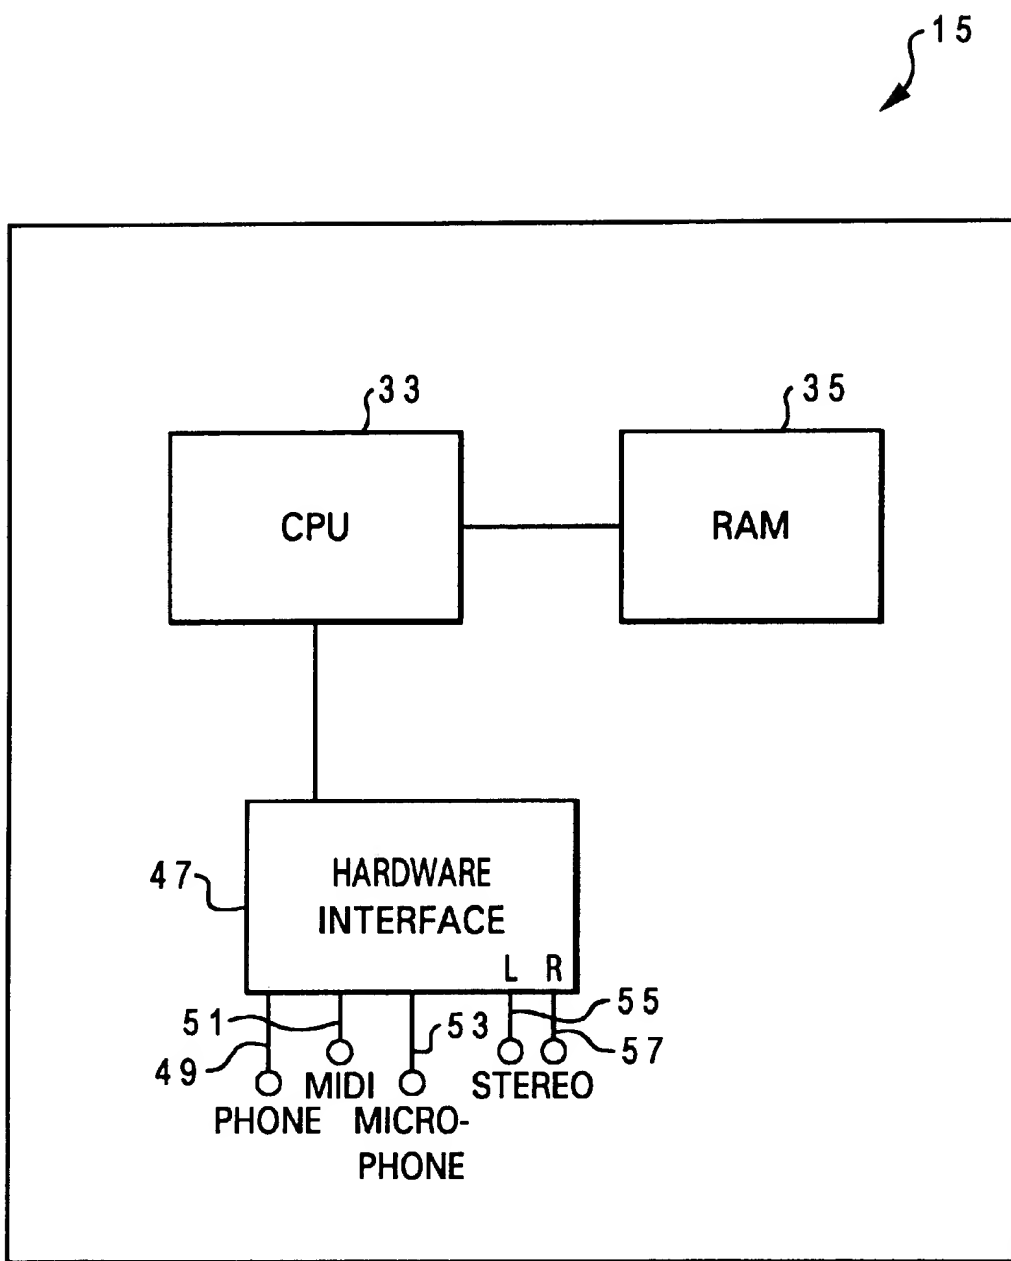 15
33
35
CPU
RAM
47
HARDWARE
INTERFACE
L R
51
53
55
49
57
MIDI
STEREO
PHONE
MICRO-
PHONE